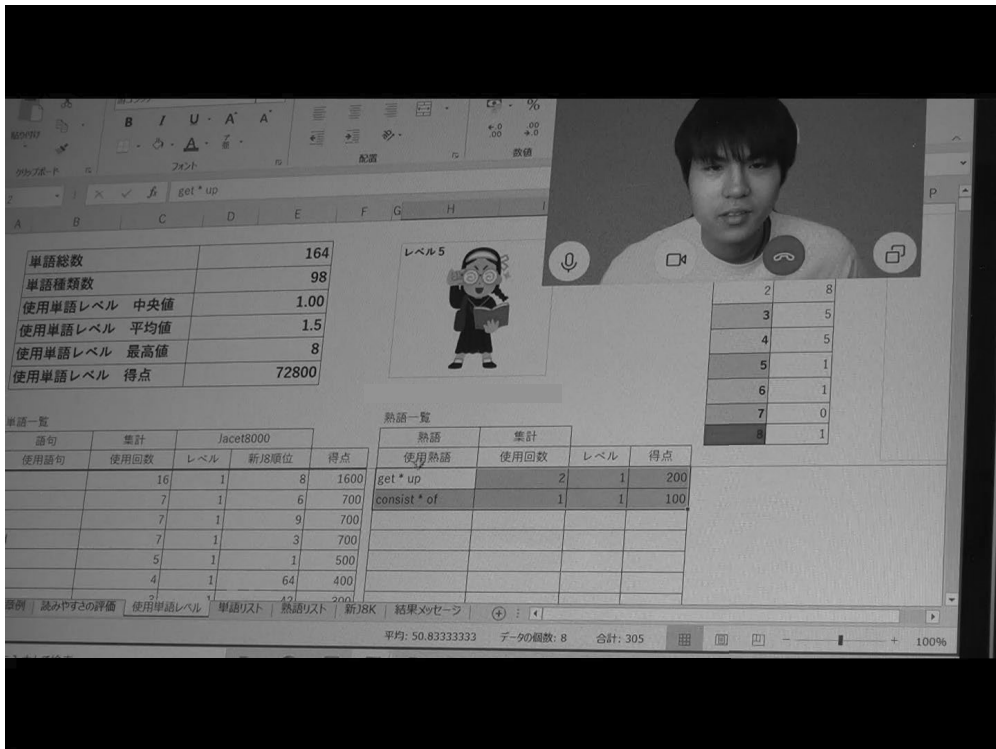 B I U A A
%
クリップボード
フォント
配置
数値
fx get * up
A B C D E F G H I P
単語総数 164
単語種類数 98
使用単語レベル 中央値 1.00
使用単語レベル 平均値 1.5
使用単語レベル 最高値 8
使用単語レベル 得点 72800
レベル5
2 8
3 5
4 5
5 1
6 1
7 0
8 1
単語一覧
語句 集計 Jacet8000
使用語句 使用回数 レベル 新J8順位 得点
16 1 8 1600
7 1 6 700
7 1 9 700
7 1 3 700
5 1 1 500
4 1 64 400
熟語一覧
熟語 集計
使用熟語 使用回数 レベル 得点
get * up 2 1 200
consist * of 1 1 100
読みやすさの評価 使用単語レベル 単語リスト 熟語リスト 新J8K 結果メッセージ
平均: 50.83333333 データの個数: 8 合計: 305 100%